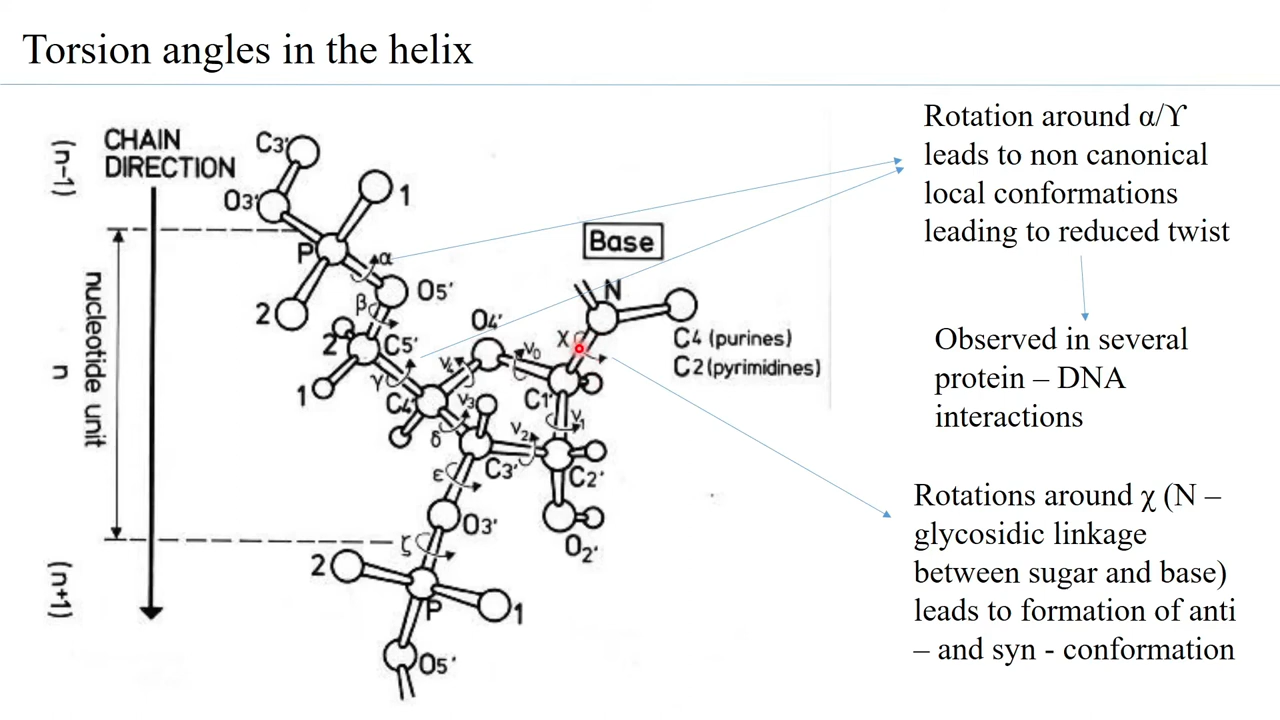 Torsion angles in the helix
CHAIN
DIRECTION
(n-1)
nucleotide unit
n
(n+1)
C3'
O3'
1
P
α
2
O5'
β
2
C5'
1
γ
C4'
O4'
ν4
ν0
ν3
δ
ν2
C3'
ν1
C1'
C2'
O2'
ε
O3'
ζ
2
P
1
O5'
Base
N
χ
C4 (purines)
C2 (pyrimidines)
Rotation around α/ϒ
leads to non canonical
local conformations
leading to reduced twist
Observed in several
protein – DNA
interactions
Rotations around χ (N –
glycosidic linkage
between sugar and base)
leads to formation of anti
– and syn - conformation